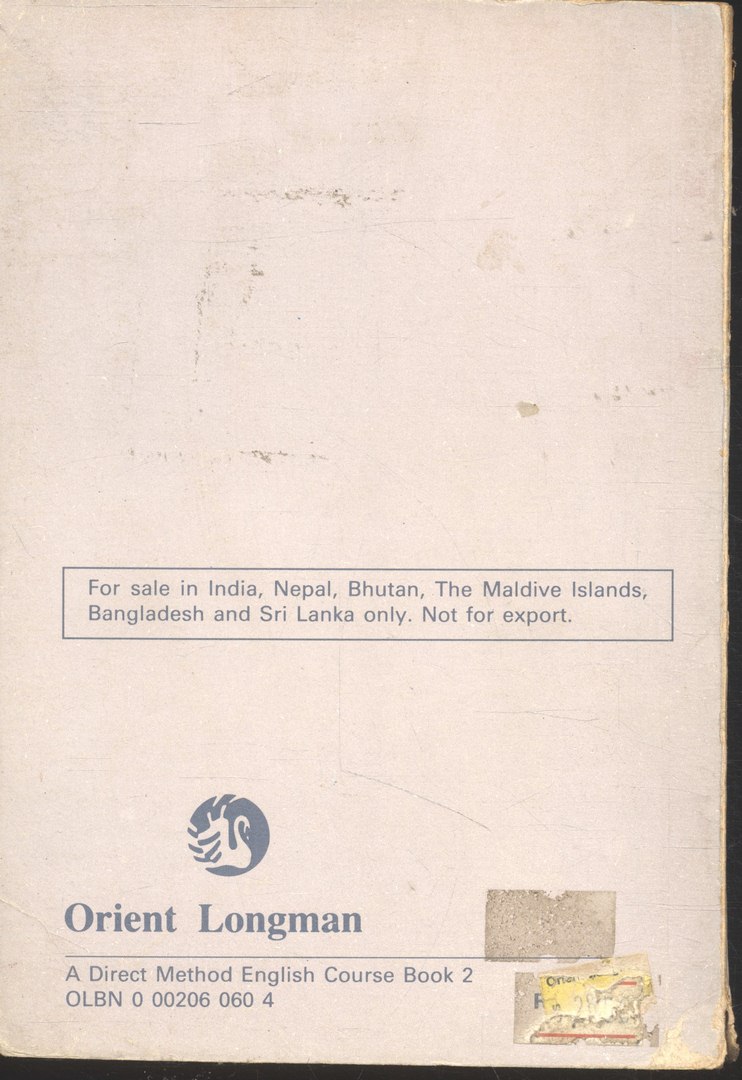 For sale in India, Nepal, Bhutan, The Maldive Islands,
Bangladesh and Sri Lanka only. Not for export.
Orient Longman
A Direct Method English Course Book 2
OLBN 0 00206 060 4